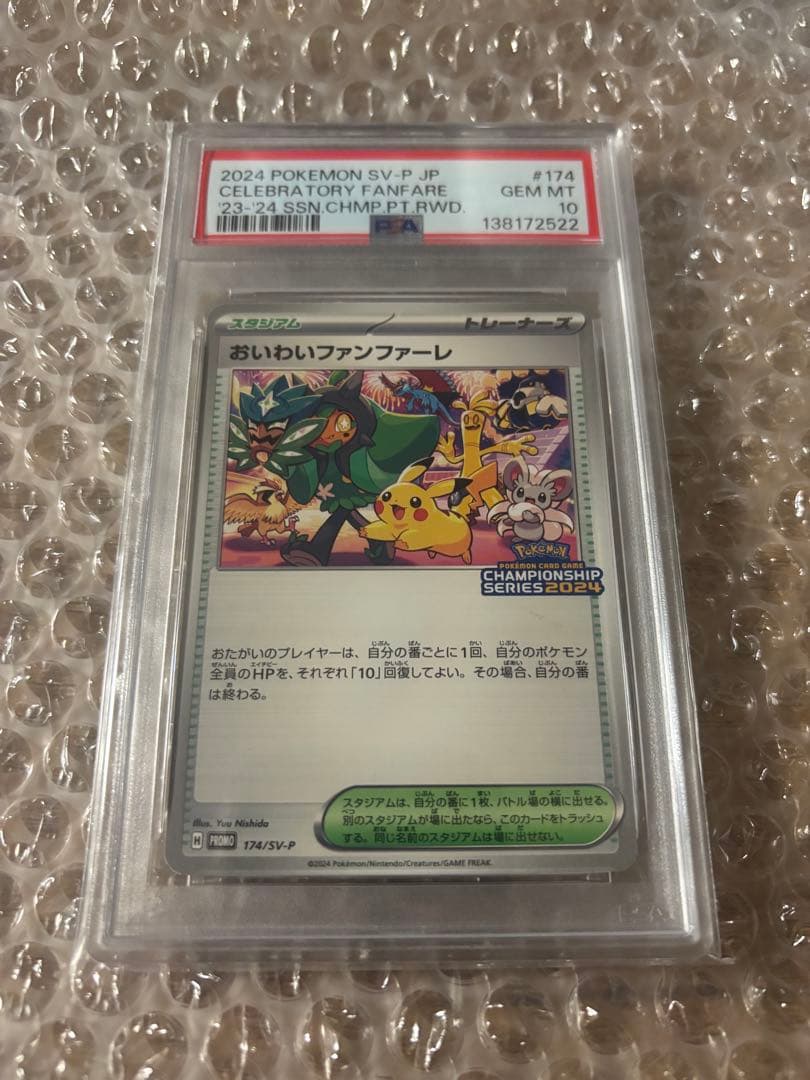 2024 POKEMON SV-P JP #174
CELEBRATORY FANFARE GEM MT
'23-'24 SSN.CHMP.PT.RWD. 10
PSA 138172522
スタジアム トレーナーズ
おいわいファンファーレ
Pokémon
POKÉMON CARD GAME
CHAMPIONSHIP
SERIES 2024
おたがいのプレイヤーは、自分の番ごとに1回、自分のポケモン
全員のHPを、それぞれ「10」回復してよい。その場合、自分の番
は終わる。
スタジアムは、自分の番に1枚、バトル場の横に出せる。
別のスタジアムが場に出たなら、このカードをトラッシュ
する。同じ名前のスタジアムは場に出せない。
Illus. Yuu Nishida
H PROMO 174/SV-P
©2024 Pokémon/Nintendo/Creatures/GAME FREAK.